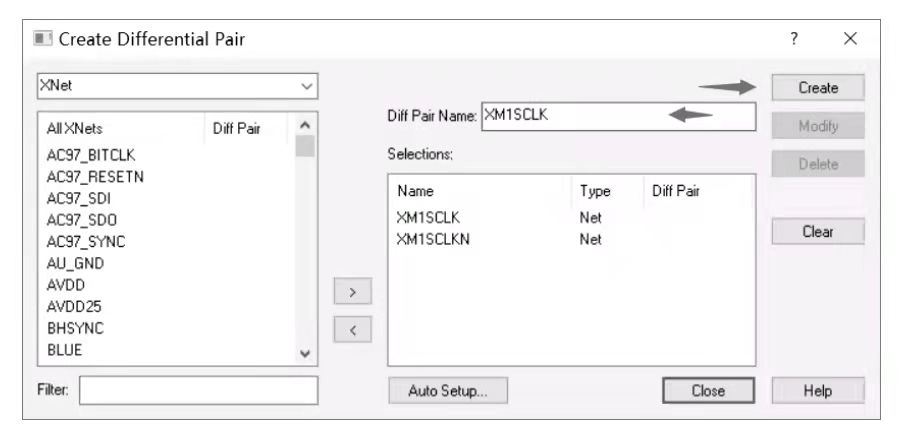 Create Differential Pair
? ×
XNet
All XNets Diff Pair
AC97_BITCLK
AC97_RESETN
AC97_SDI
AC97_SDO
AC97_SYNC
AU_GND
AVDD
AVDD25
BHSYNC
BLUE
Filter:
>
<
Diff Pair Name: XM1SCLK
Selections:
Name Type Diff Pair
XM1SCLK Net
XM1SCLKN Net
Auto Setup...
Close
Create
Modify
Delete
Clear
Help